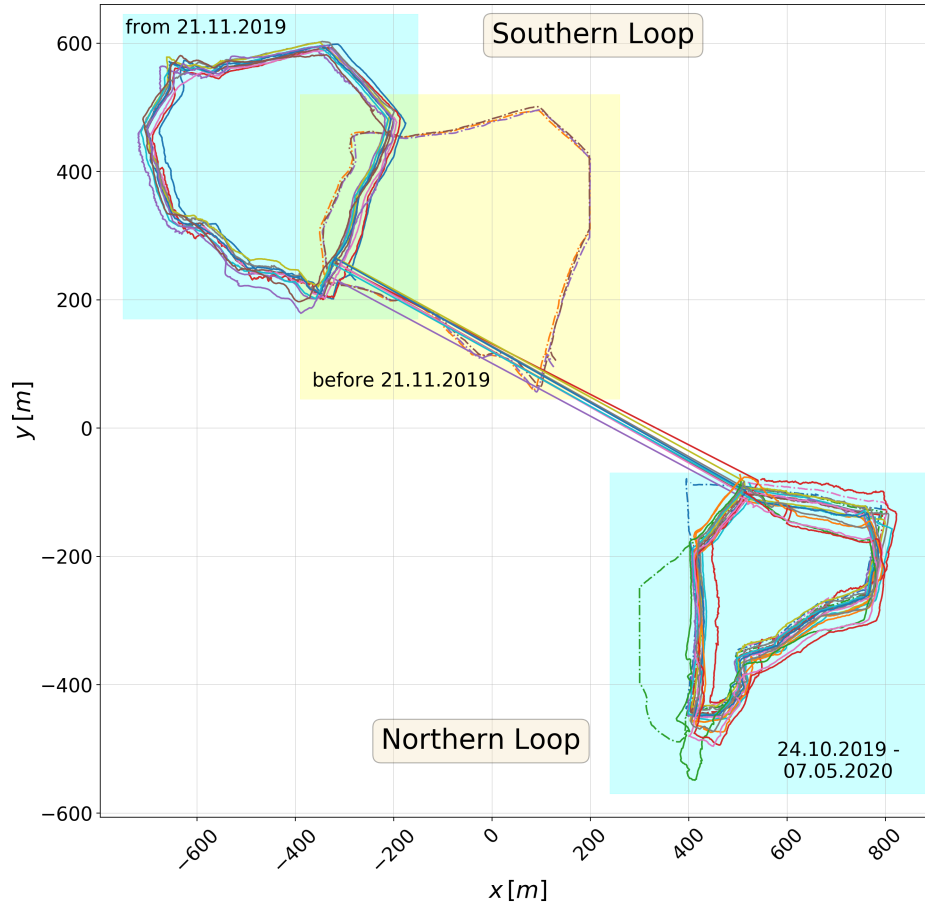 from 21.11.2019
Southern Loop
600
400
200
0
−200
−400
−600
y [m]
before 21.11.2019
Northern Loop
24.10.2019 -
07.05.2020
−600
−400
−200
0
200
400
600
800
x [m]